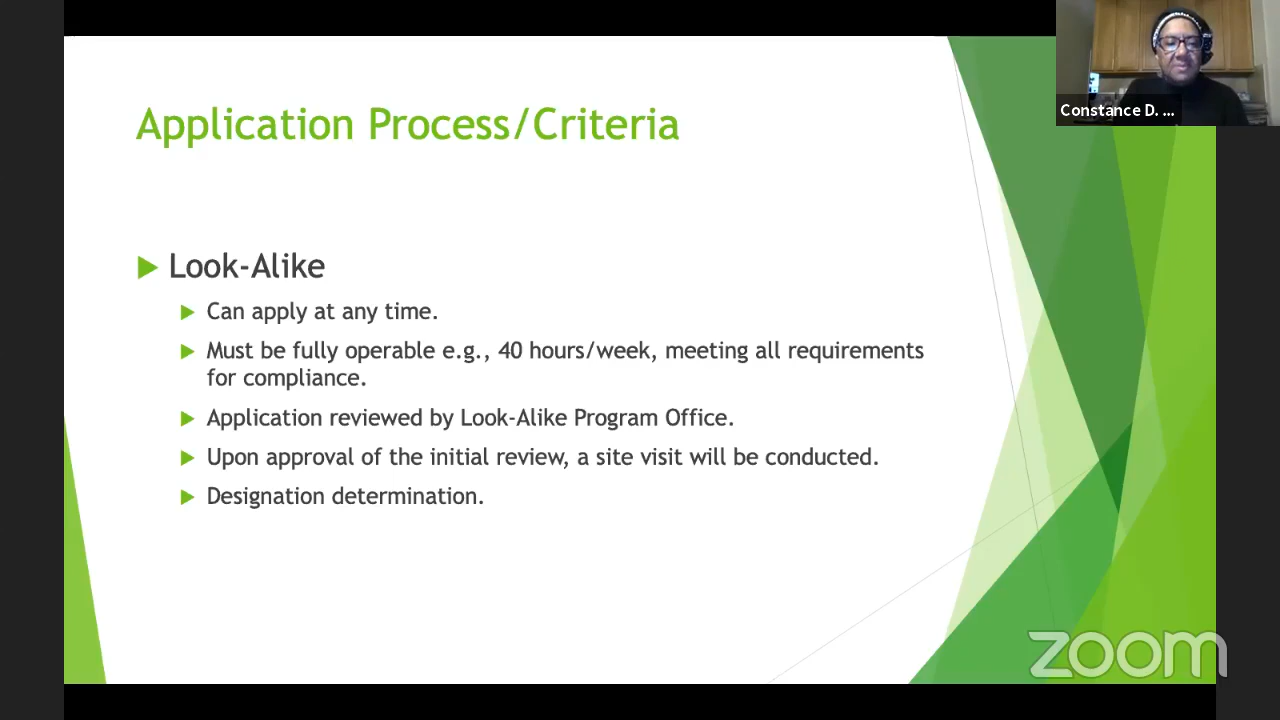 Application Process/Criteria
Look-Alike
Can apply at any time.
Must be fully operable e.g., 40 hours/week, meeting all requirements
for compliance.
Application reviewed by Look-Alike Program Office.
Upon approval of the initial review, a site visit will be conducted.
Designation determination.
Constance D. ...
zoom